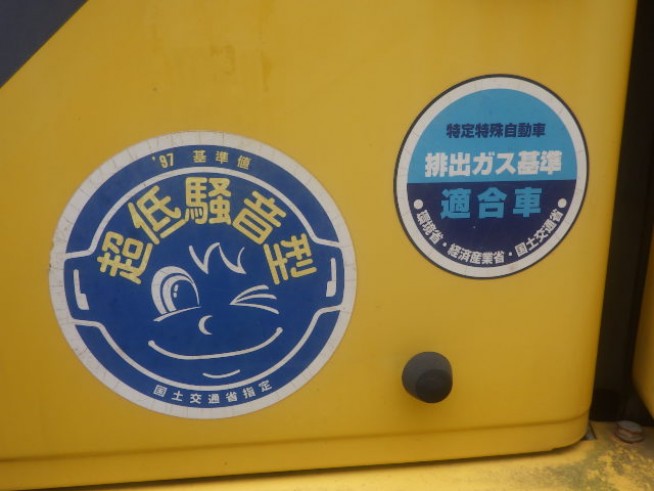 '97 基準値
超低騒音型
国土交通省指定
特定特殊自動車
排出ガス基準
適合車
・環境省・経済産業省・国土交通省・